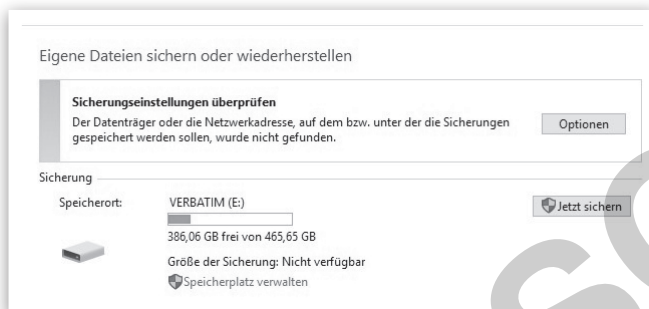 Eigene Dateien sichern oder wiederherstellen
Sicherungseinstellungen überprüfen
Der Datenträger oder die Netzwerkadresse, auf dem bzw. unter der die Sicherungen
gespeichert werden sollen, wurde nicht gefunden.
Optionen
Sicherung
Speicherort:
VERBATIM (E:)
Jetzt sichern
386,06 GB frei von 465,65 GB
Größe der Sicherung: Nicht verfügbar
Speicherplatz verwalten